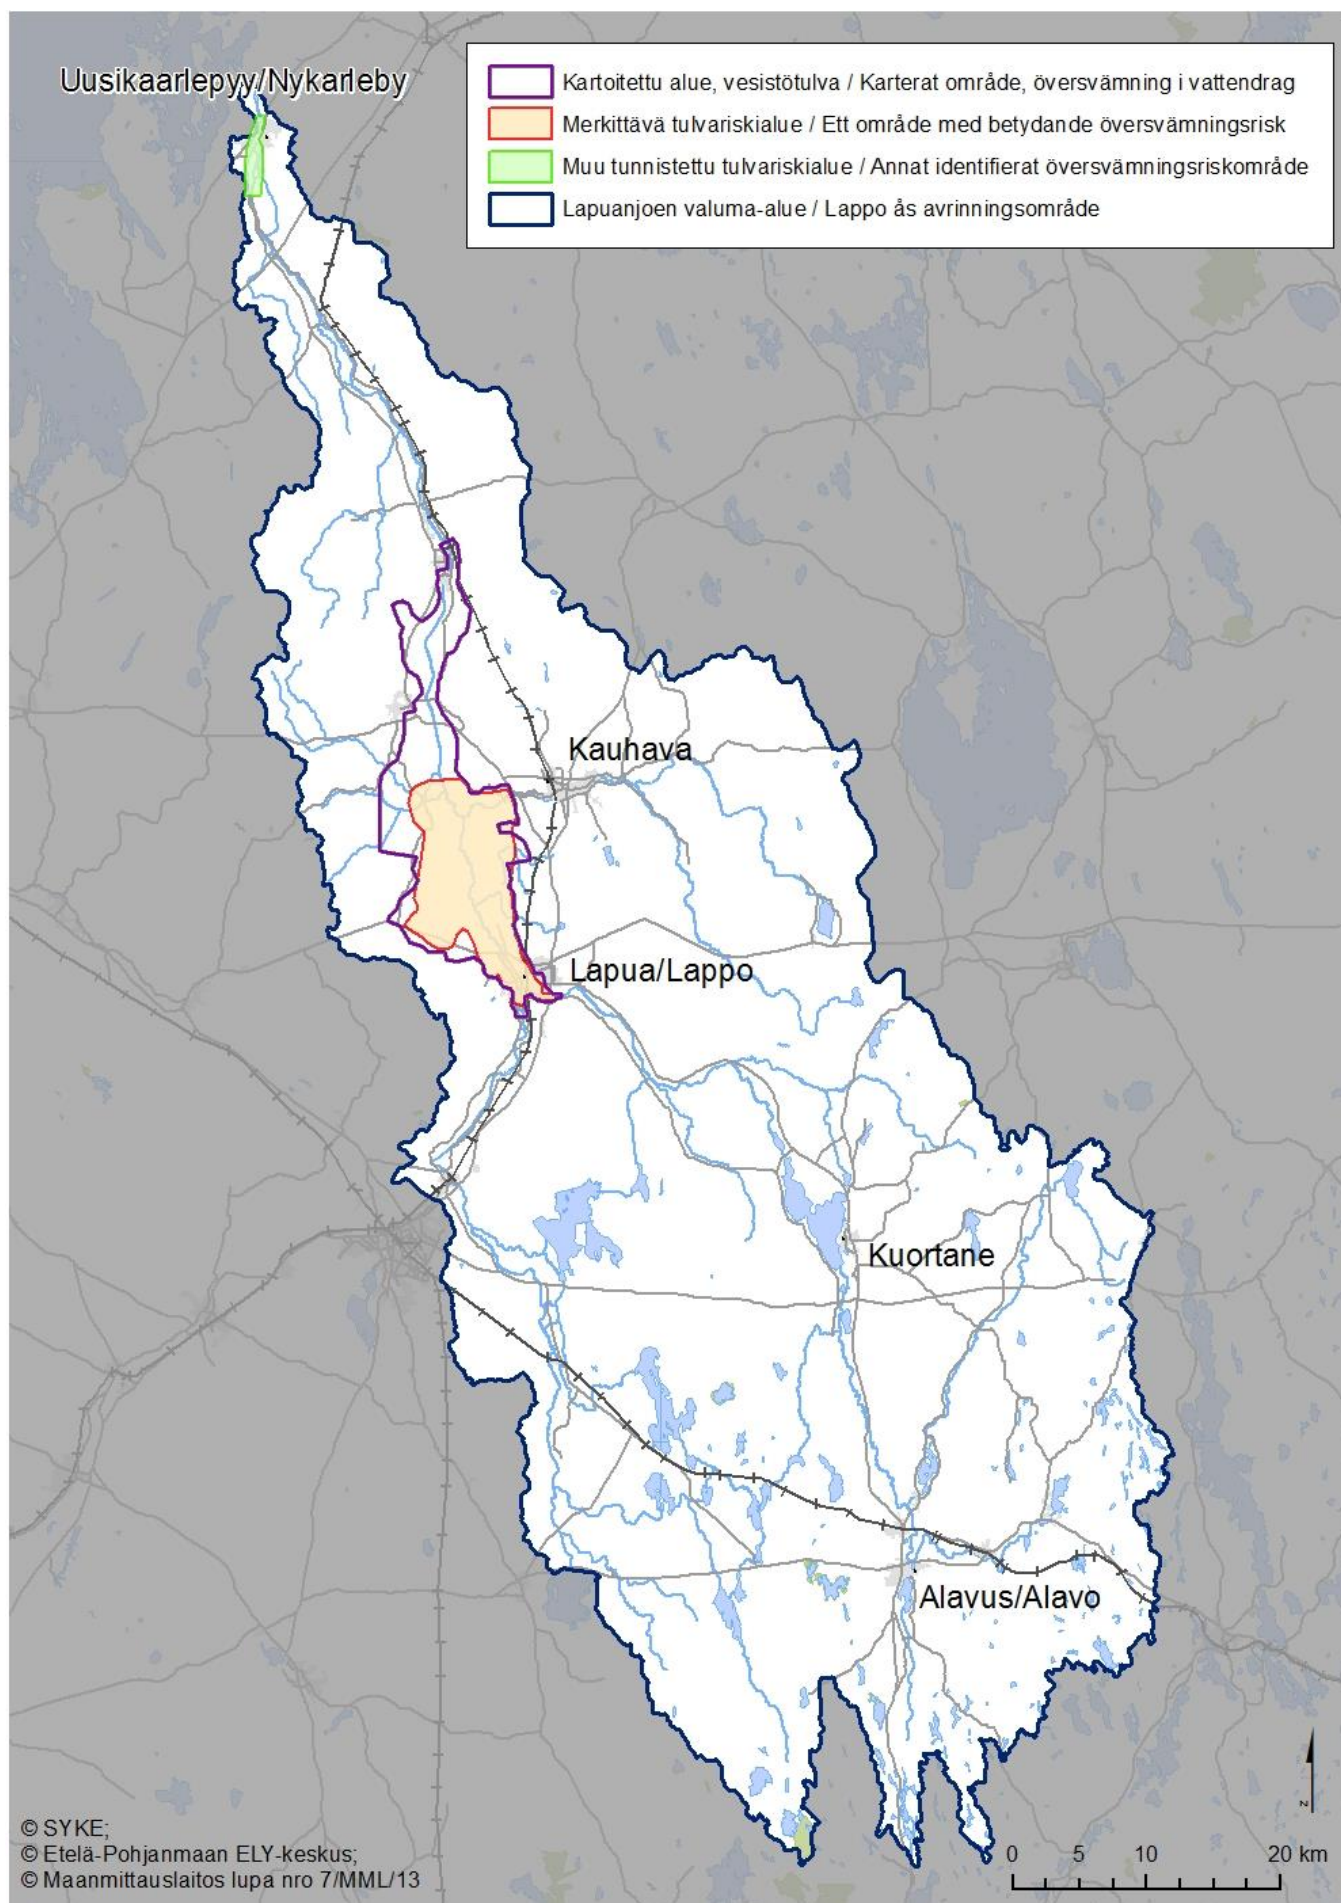 Uusikaarlepyy/Nykarleby
Kartoitettu alue, vesistötulva / Karterat område, översvämning i vattendrag
Merkittävä tulvariskialue / Ett område med betydande översvämningsrisk
Muu tunnistettu tulvariskialue / Annat identifierat översvämningsriskområde
Lapuanjoen valuma-alue / Lappo ås avrinningsområde
Kauhava
Lapua/Lappo
Kuortane
Alavus/Alavo
N
© SYKE;
© Etelä-Pohjanmaan ELY-keskus;
© Maanmittauslaitos lupa nro 7/MML/13
0 5 10 20 km